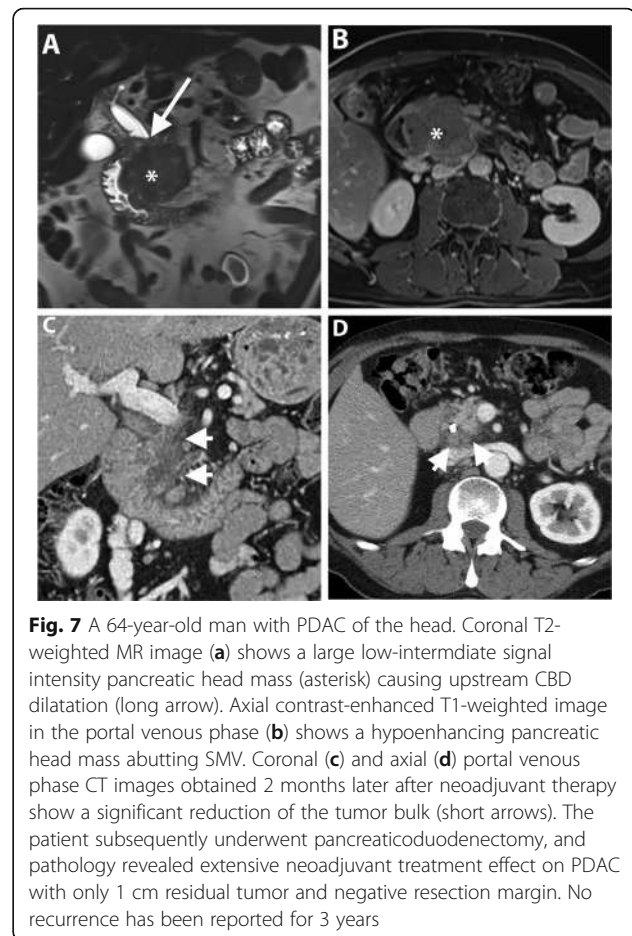 A
B
*
*
C
D
Fig. 7 A 64-year-old man with PDAC of the head. Coronal T2-
weighted MR image (a) shows a large low-intermdiate signal
intensity pancreatic head mass (asterisk) causing upstream CBD
dilatation (long arrow). Axial contrast-enhanced T1-weighted image
in the portal venous phase (b) shows a hypoenhancing pancreatic
head mass abutting SMV. Coronal (c) and axial (d) portal venous
phase CT images obtained 2 months later after neoadjuvant therapy
show a significant reduction of the tumor bulk (short arrows). The
patient subsequently underwent pancreaticoduodenectomy, and
pathology revealed extensive neoadjuvant treatment effect on PDAC
with only 1 cm residual tumor and negative resection margin. No
recurrence has been reported for 3 years